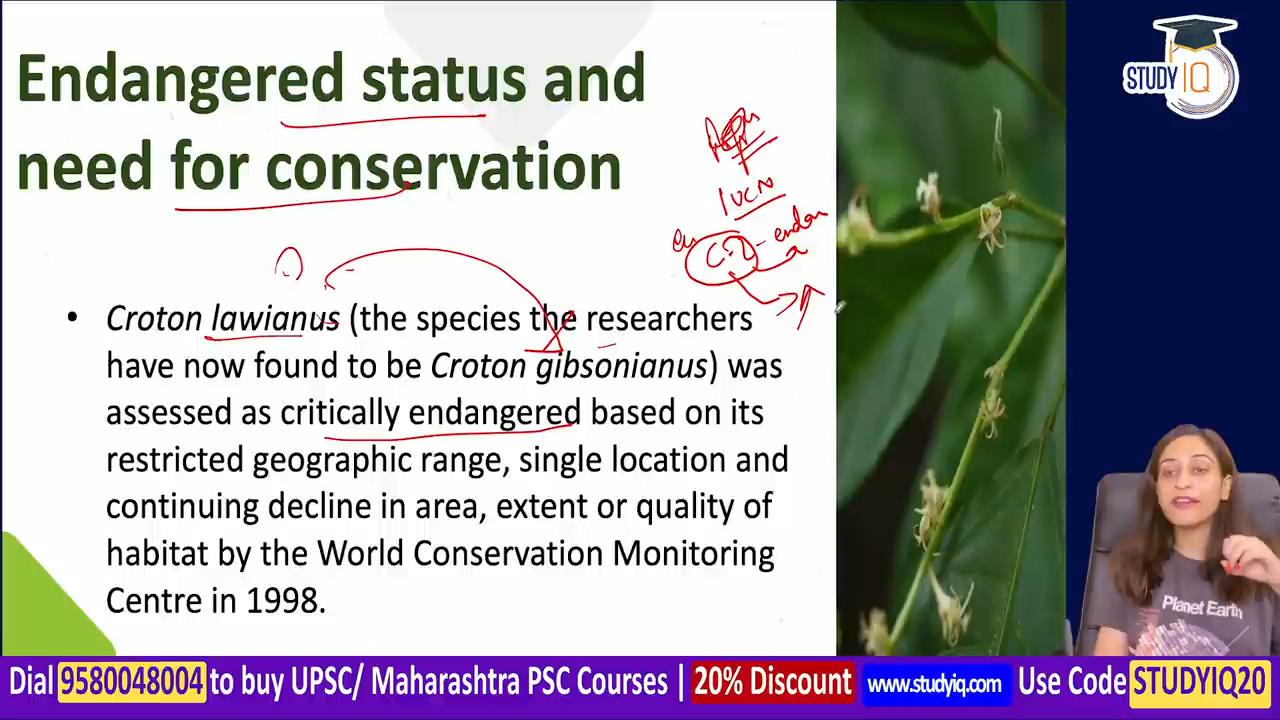 Endangered status and
need for conservation
IUCN
• Croton lawianus (the species the researchers
have now found to be Croton gibsonianus) was
assessed as critically endangered based on its
restricted geographic range, single location and
continuing decline in area, extent or quality of
habitat by the World Conservation Monitoring
Centre in 1998.
STUDY IQ
Planet Earth
Dial 9580048004 to buy UPSC/ Maharashtra PSC Courses | 20% Discount www.studyiq.com Use Code STUDYIQ20